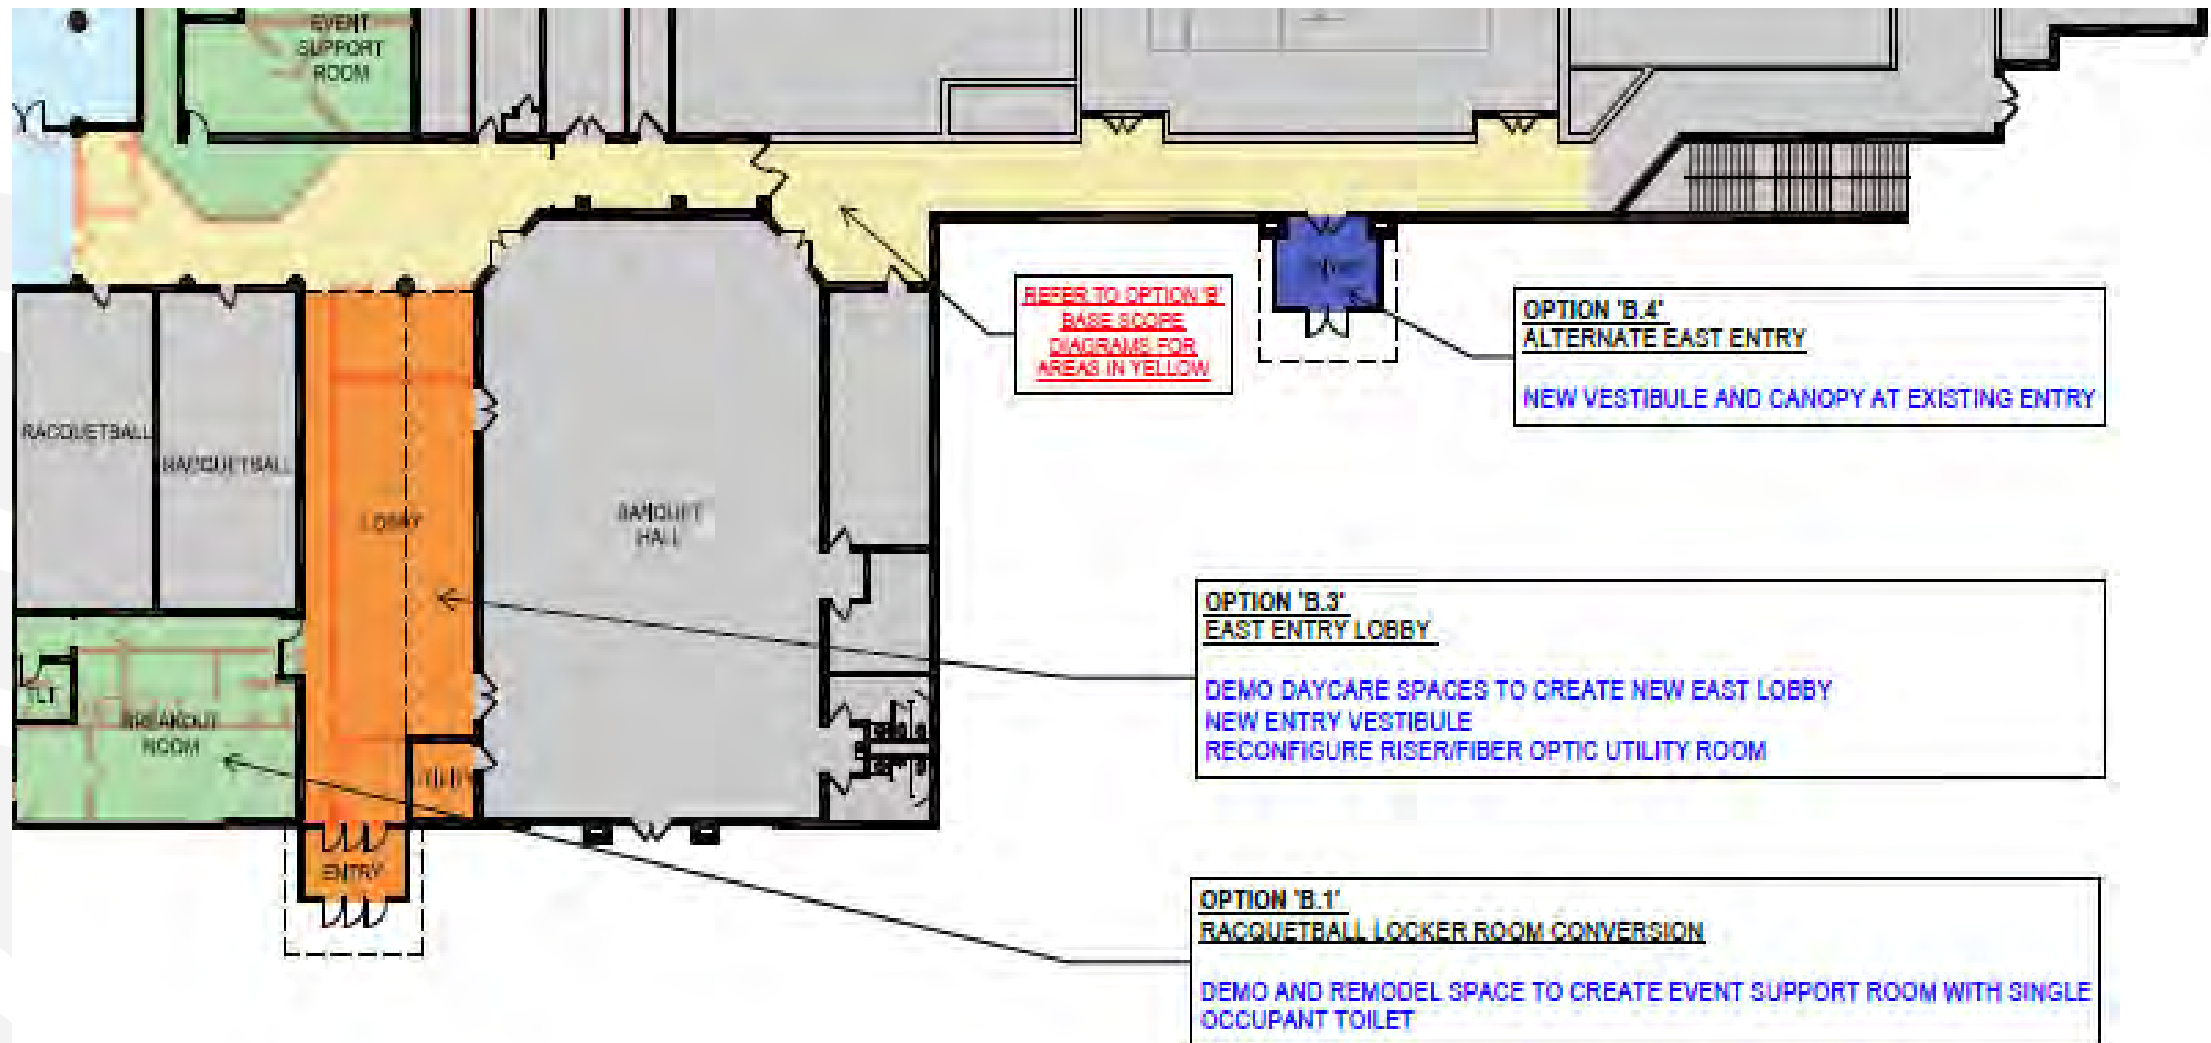 EVENT
SUPPORT
ROOM
REFER TO OPTION 'B'
BASE SCOPE
DIAGRAMS FOR
AREAS IN YELLOW
OPTION 'B.4'
ALTERNATE EAST ENTRY
NEW VESTIBULE AND CANOPY AT EXISTING ENTRY
RACQUETBALL
RACQUETBALL
LOBBY
BANQUET
HALL
OPTION 'B.3'
EAST ENTRY LOBBY
DEMO DAYCARE SPACES TO CREATE NEW EAST LOBBY
NEW ENTRY VESTIBULE
RECONFIGURE RISER/FIBER OPTIC UTILITY ROOM
TLT
BREAKOUT
ROOM
ENTRY
OPTION 'B.1'
RACQUETBALL LOCKER ROOM CONVERSION
DEMO AND REMODEL SPACE TO CREATE EVENT SUPPORT ROOM WITH SINGLE
OCCUPANT TOILET